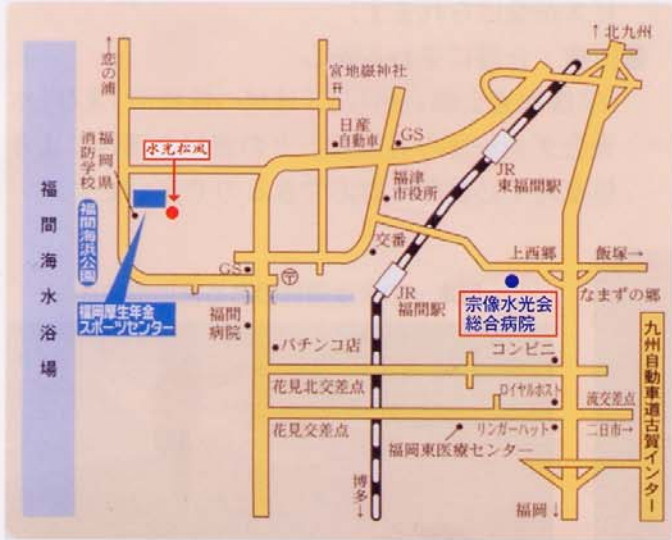 ↑北九州
←恋の浦
宮地嶽神社
日産
自動車
GS
水光松風
福岡県
消防学校
JR
東福間駅
福津
市役所
福間海水浴場
福間海浜公園
交番
上西郷
飯塚→
GS
〒
JR
福間駅
宗像水光会
総合病院
なまずの郷
福岡厚生年金
スポーツセンター
福間
病院
パチンコ店
コンビニ
九州自動車道古賀インター
花見北交差点
ロイヤルホスト
流交差点
花見交差点
リンガーハット
二日市→
福岡東医療センター
博多↓
福岡↓